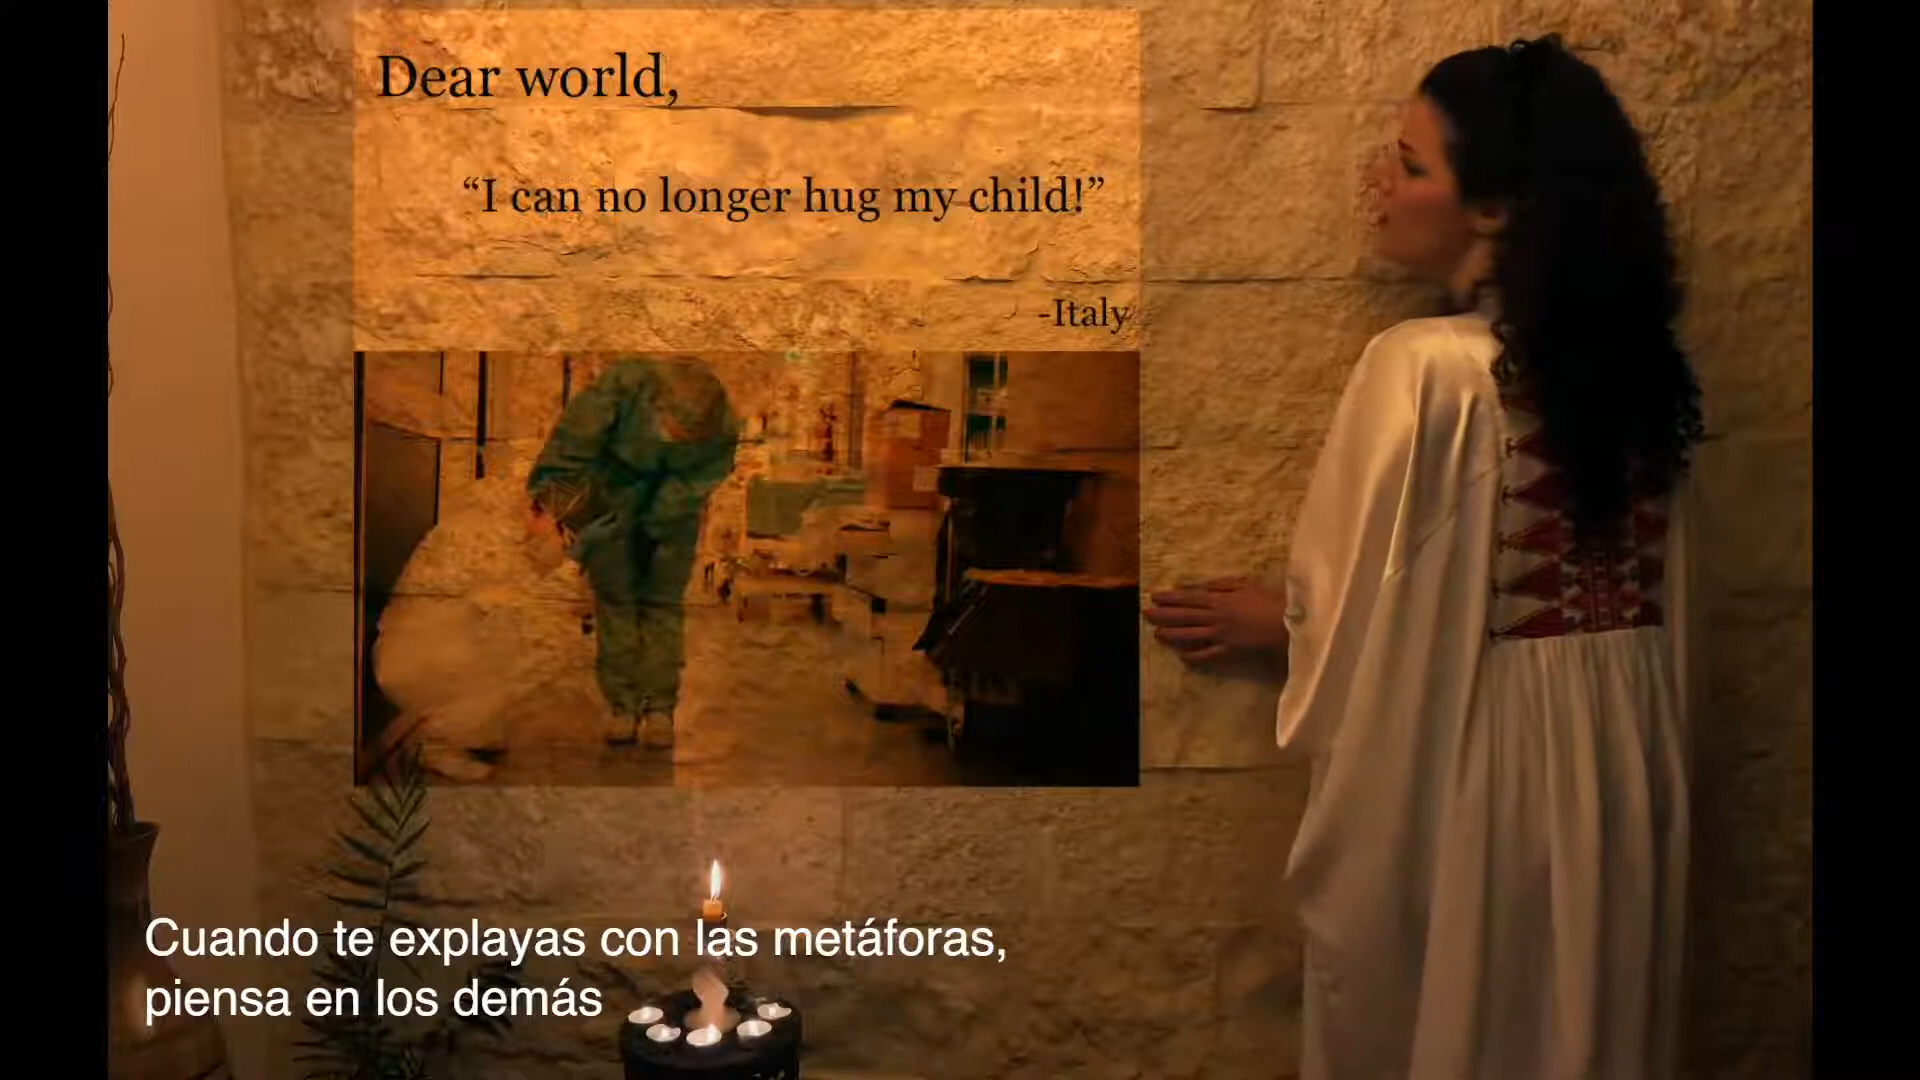 Dear world,
“I can no longer hug my child!”
-Italy
Cuando te explayas con las metáforas,
piensa en los demás